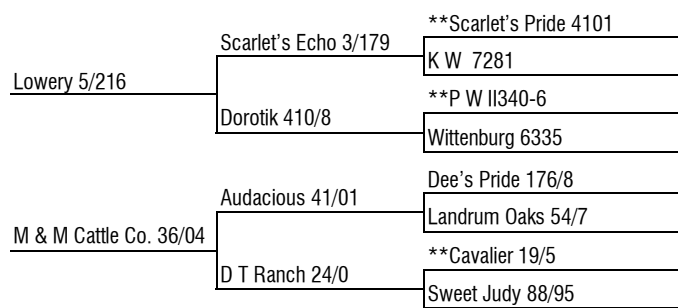 **Scarlet's Pride 4101
Scarlet's Echo 3/179
K W 7281
Lowery 5/216
**P W II340-6
Dorotik 410/8
Wittenburg 6335
Dee's Pride 176/8
Audacious 41/01
Landrum Oaks 54/7
M & M Cattle Co. 36/04
**Cavalier 19/5
D T Ranch 24/0
Sweet Judy 88/95